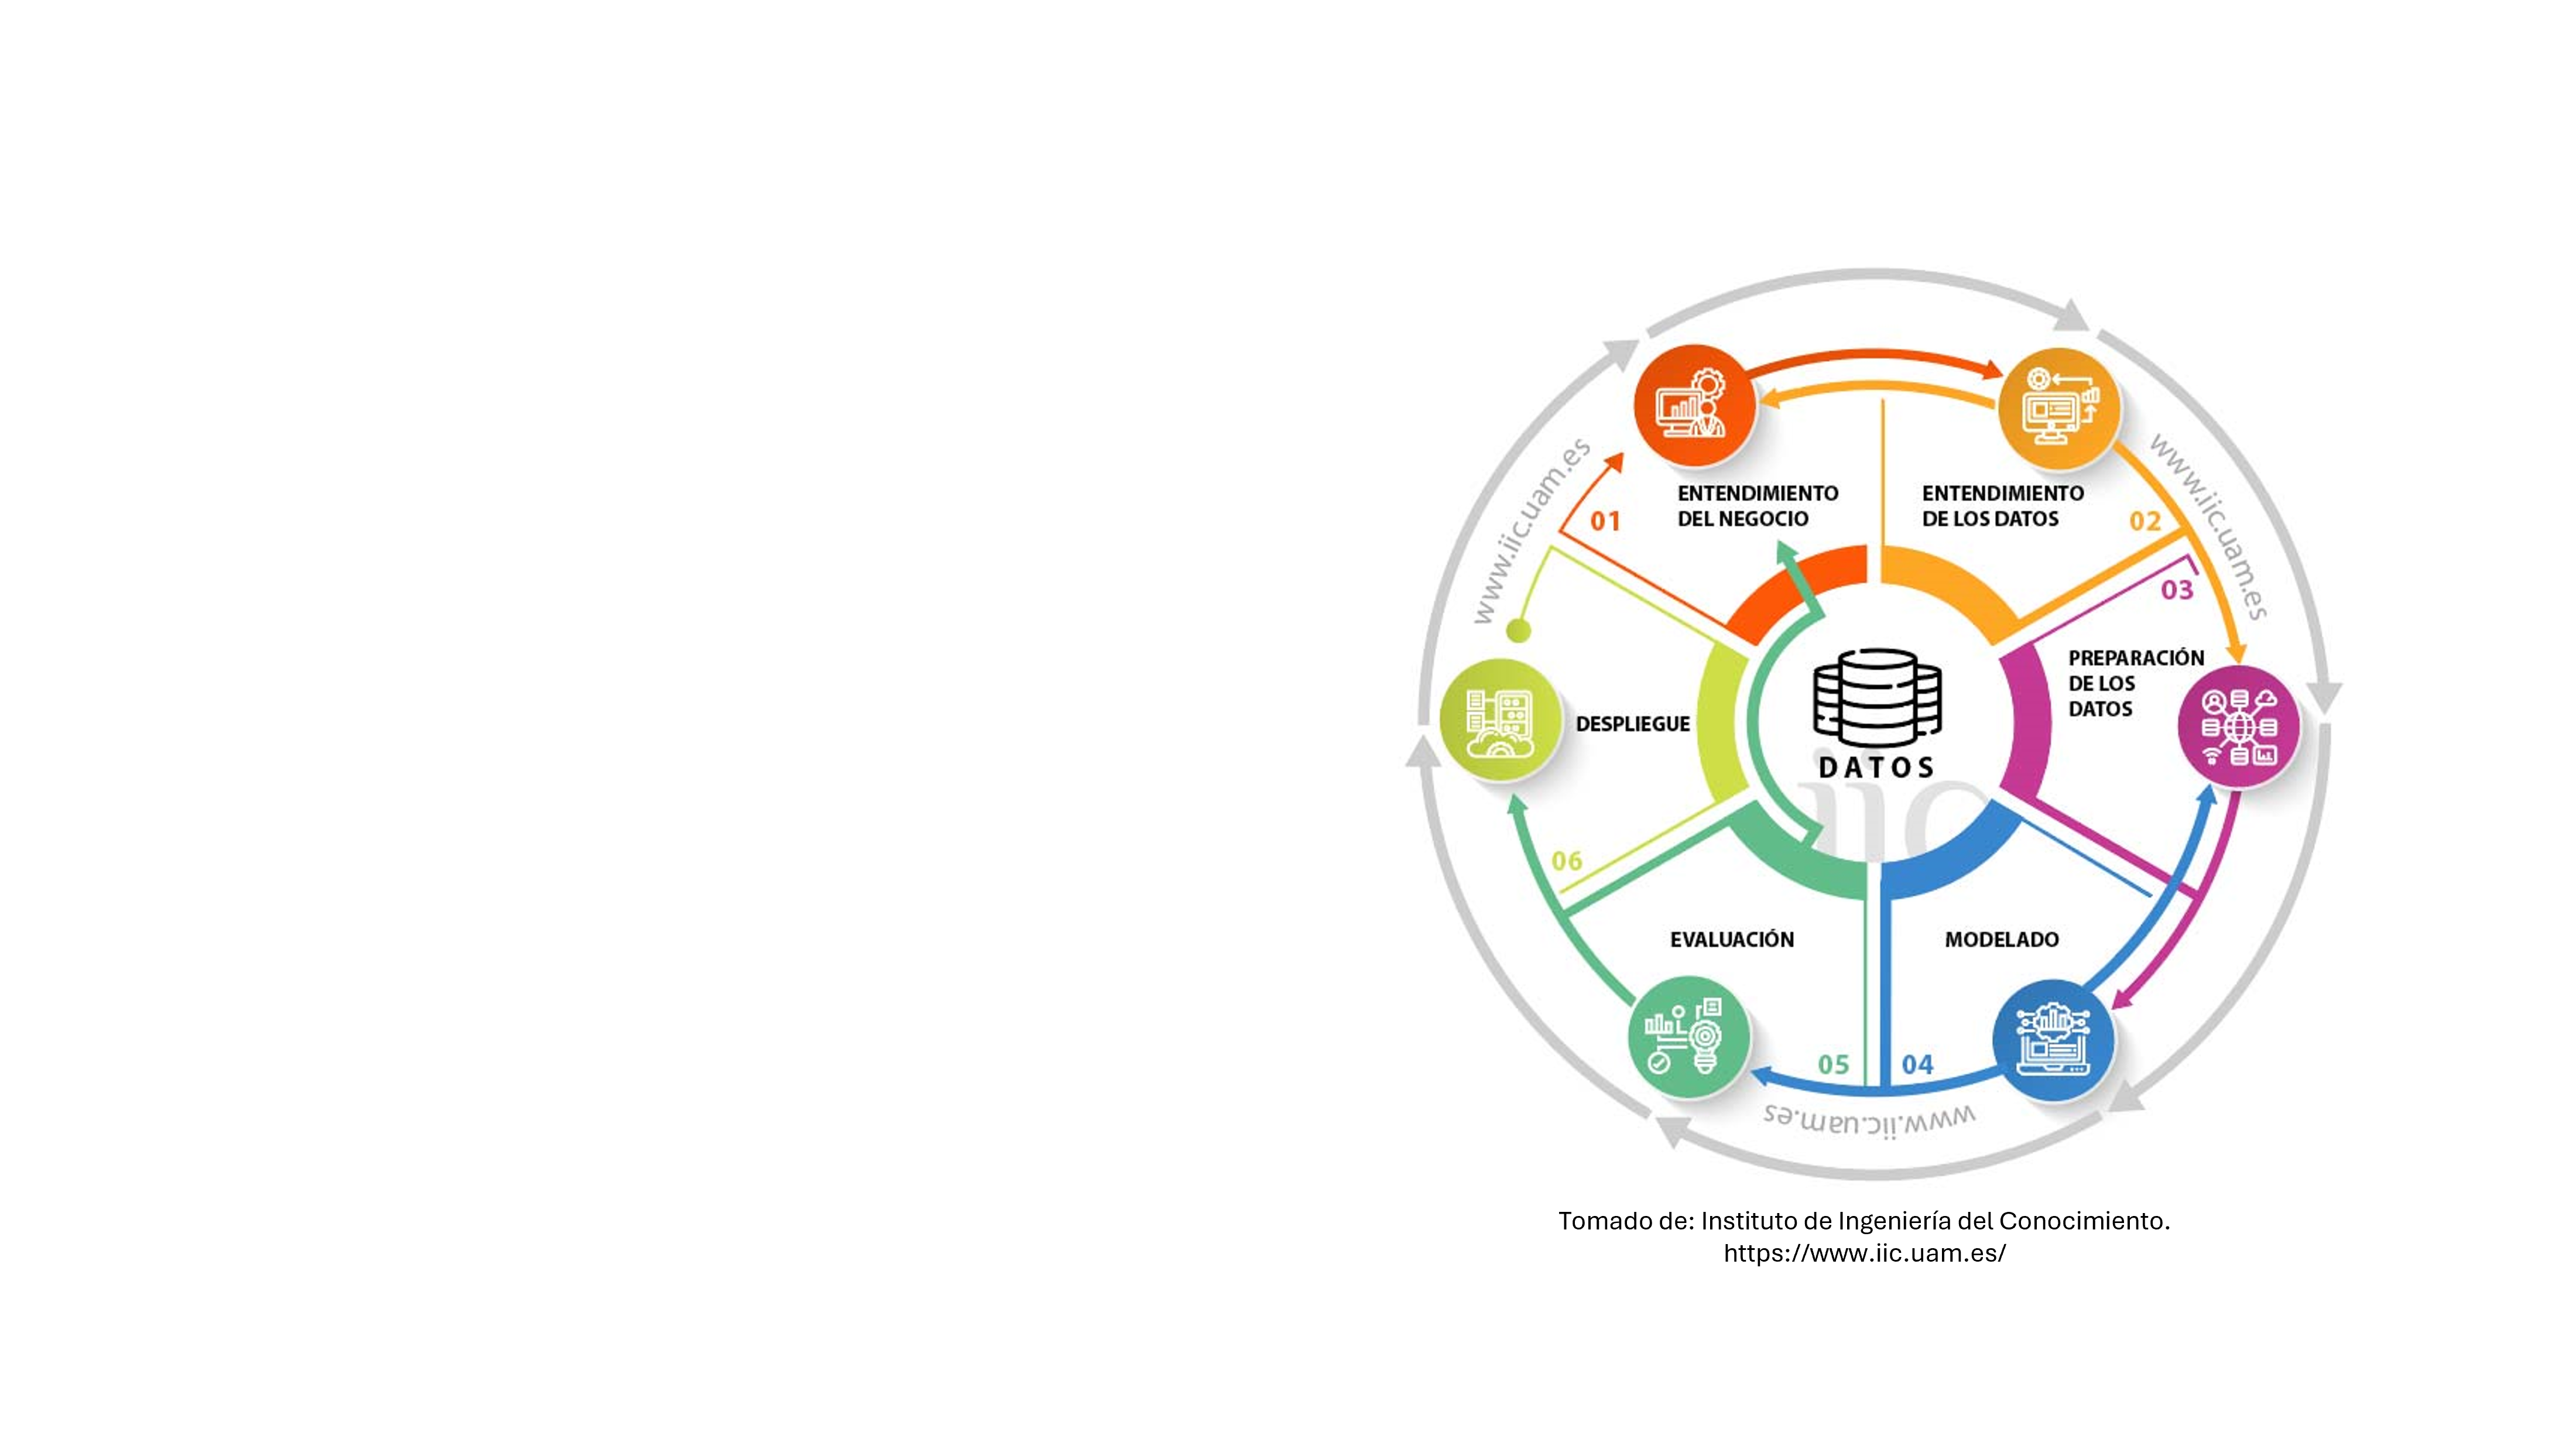 www.iic.uam.es
www.iic.uam.es
01
ENTENDIMIENTO
DEL NEGOCIO
ENTENDIMIENTO
DE LOS DATOS
02
03
PREPARACIÓN
DE LOS
DATOS
DESPLIEGUE
DATOS
iic
06
EVALUACIÓN
MODELADO
05
04
www.iic.uam.es
Tomado de: Instituto de Ingeniería del Conocimiento.
https://www.iic.uam.es/